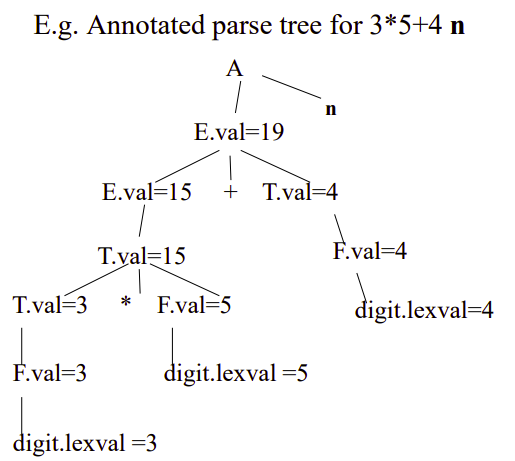 E.g. Annotated parse tree for 3*5+4 n
A
n
E.val=19
E.val=15 + T.val=4
T.val=15 F.val=4
T.val=3 * F.val=5 digit.lexval=4
F.val=3 digit.lexval =5
digit.lexval =3